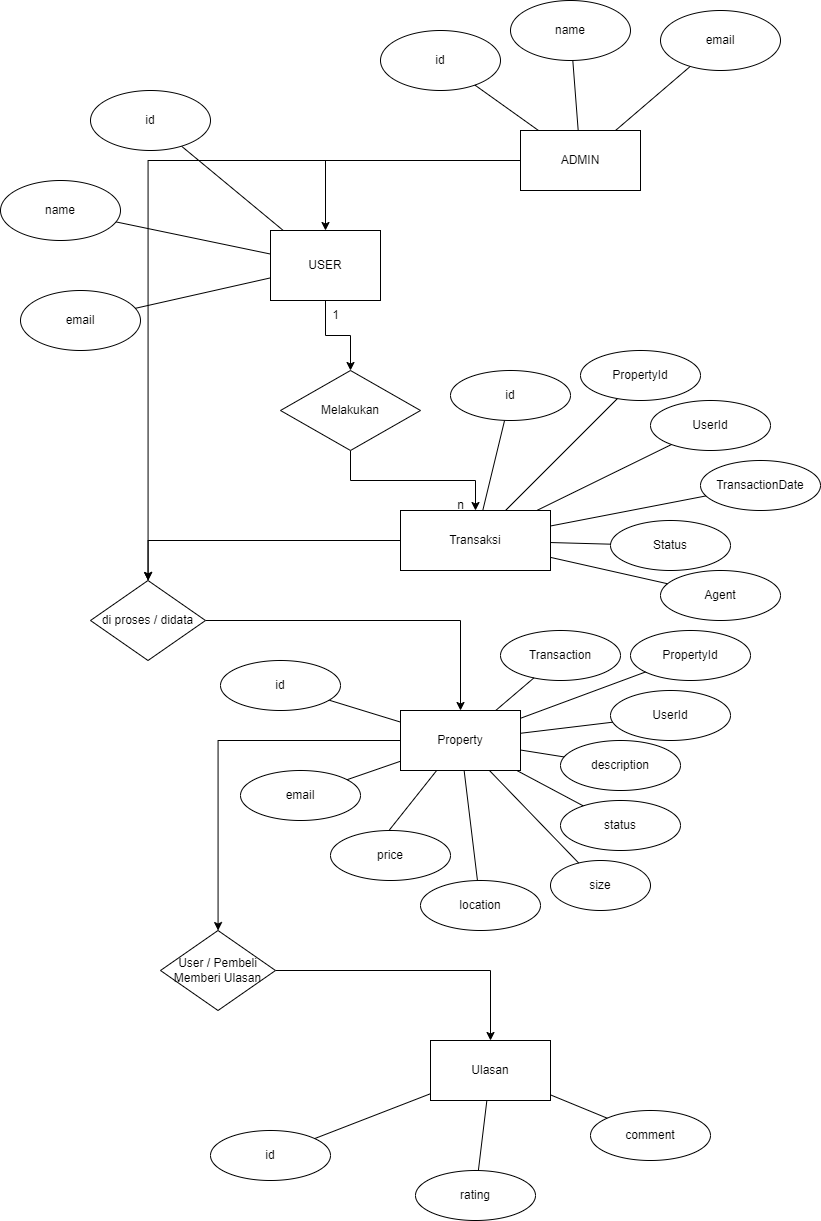 name
email
id
id
ADMIN
name
USER
email
1
PropertyId
id
Melakukan
UserId
TransactionDate
n
Transaksi
Status
Agent
di proses / didata
Transaction
PropertyId
id
UserId
Property
description
email
status
price
size
location
User / Pembeli
Memberi Ulasan
Ulasan
comment
id
rating